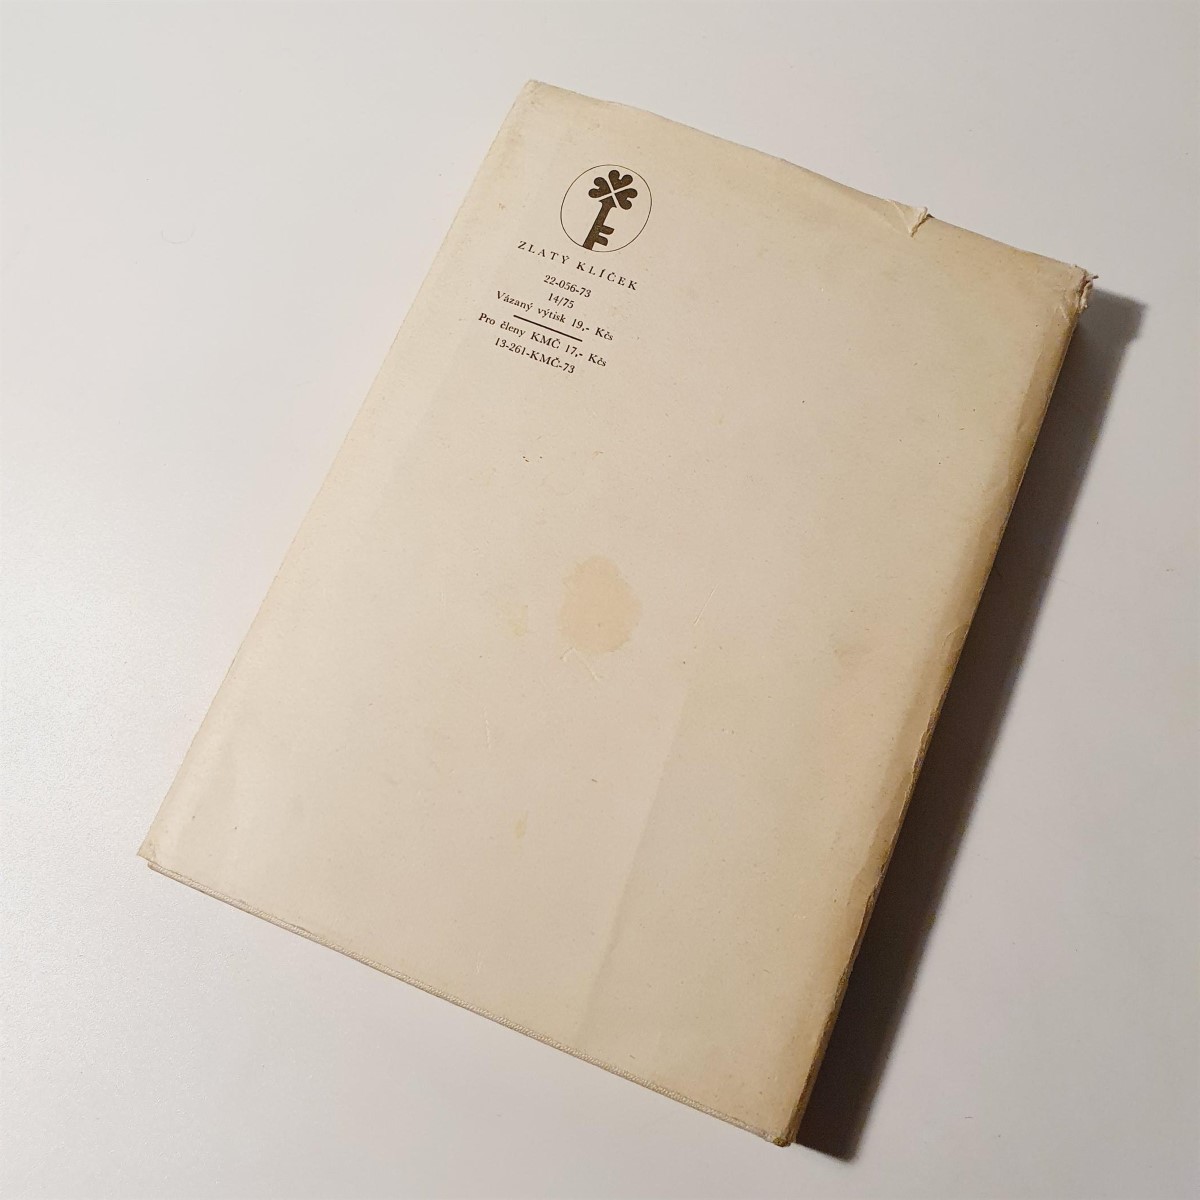 ZLATÝ KLÍČEK
22-056-73
14/75
Vázaný výtisk 19,- Kčs
Pro členy KMČ 17,- Kčs
13-261-KMČ-73